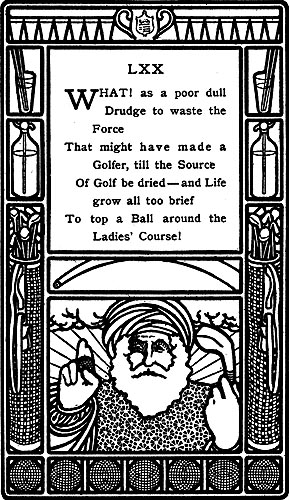 LXX
WHAT! as a poor dull
Drudge to waste the
Force
That might have made a
Golfer, till the Source
Of Golf be dried—and Life
grow all too brief
To top a Ball around the
Ladies' Course!